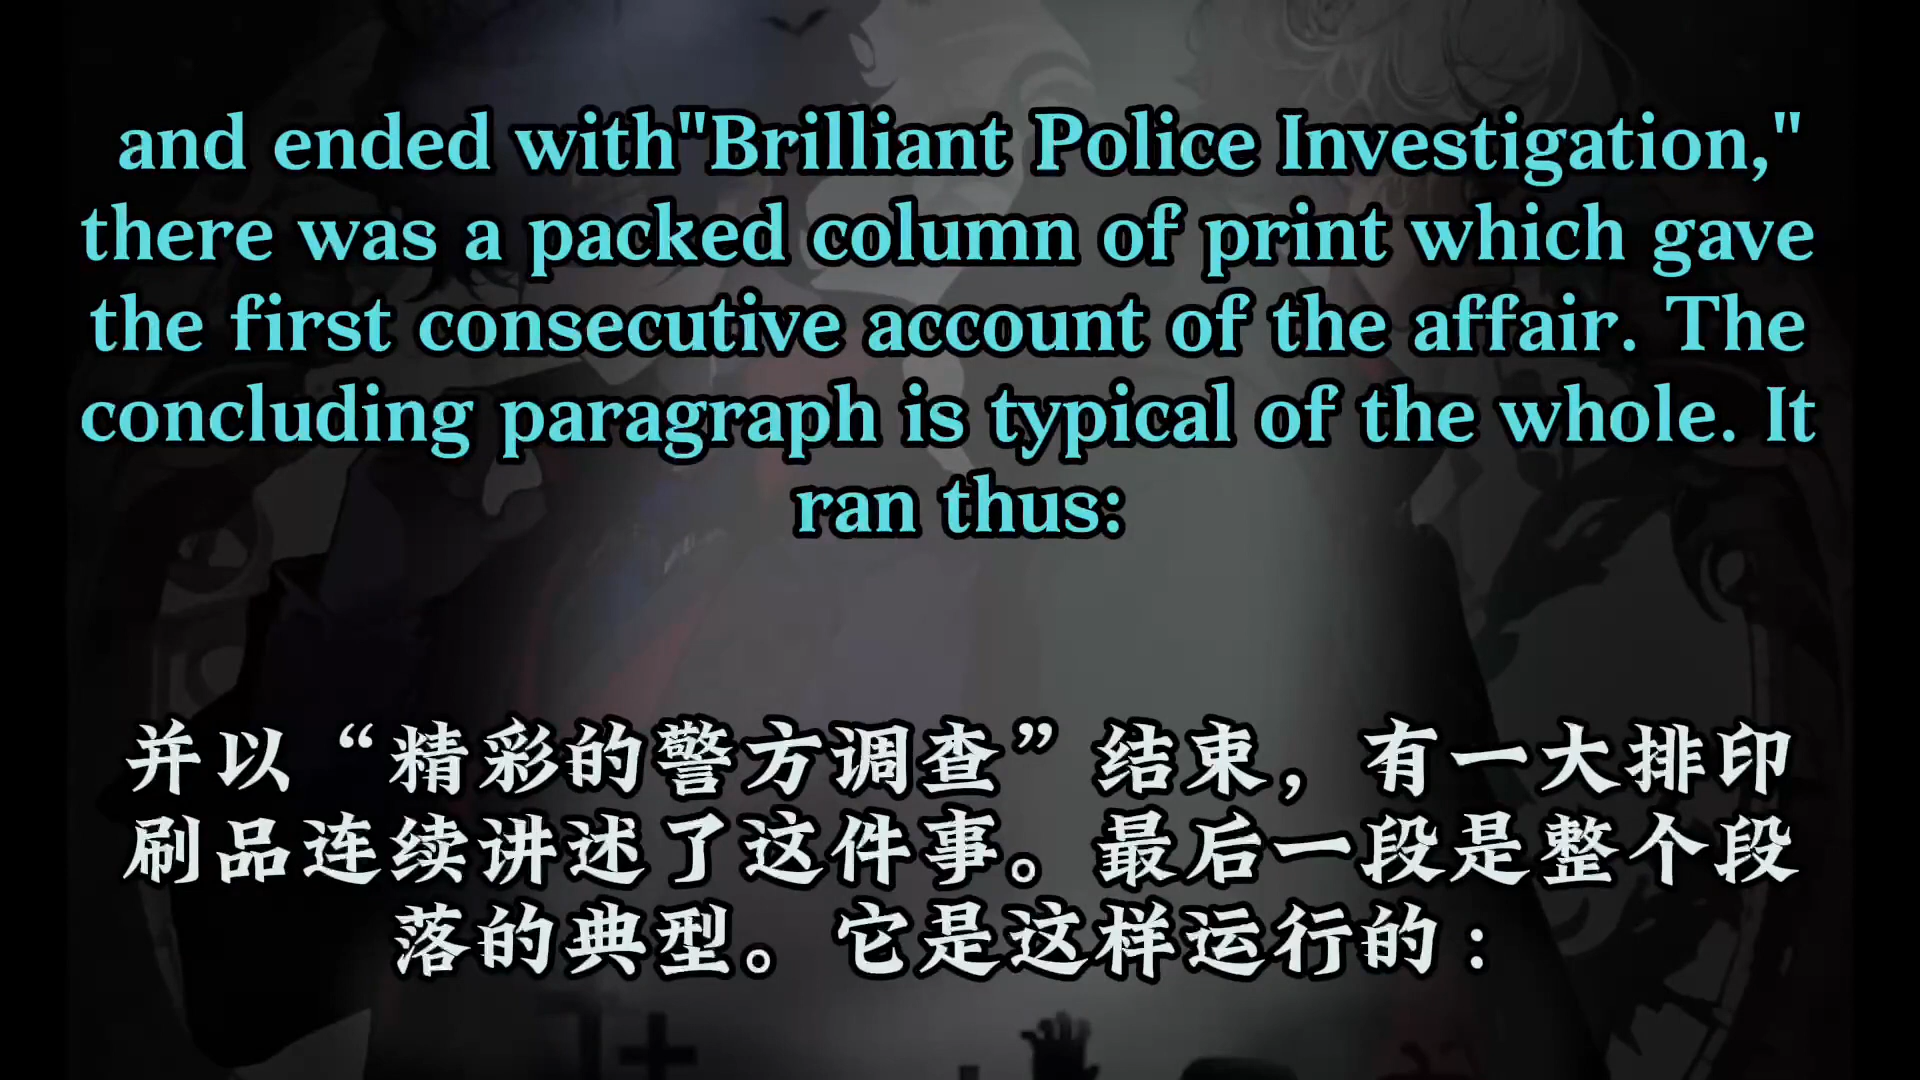 and ended with"Brilliant Police Investigation,"
there was a packed column of print which gave
the first consecutive account of the affair. The
concluding paragraph is typical of the whole. It
ran thus:
并以“精彩的警方调查”结束，有一大排印
刷品连续讲述了这件事。最后一段是整个段
落的典型。它是这样运行的：